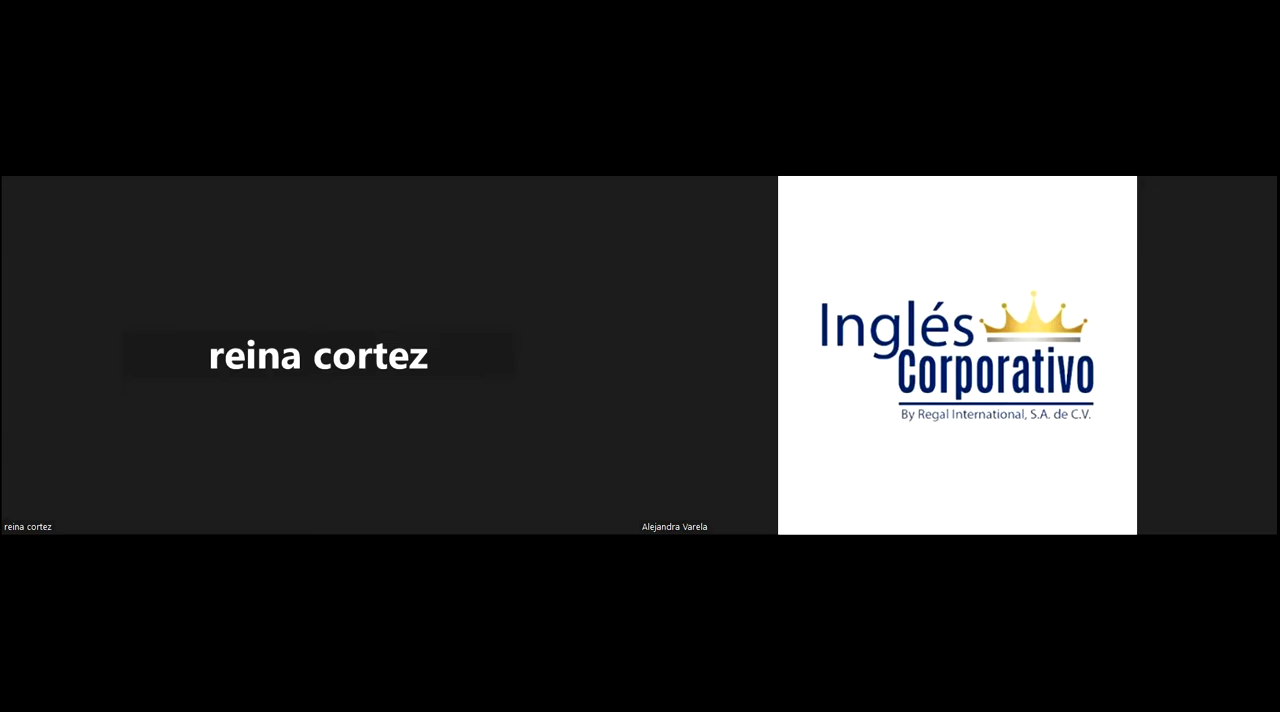 reina cortez
reina cortez
Inglés
Corporativo
By Regal International, S.A. de C.V.
Alejandra Varela